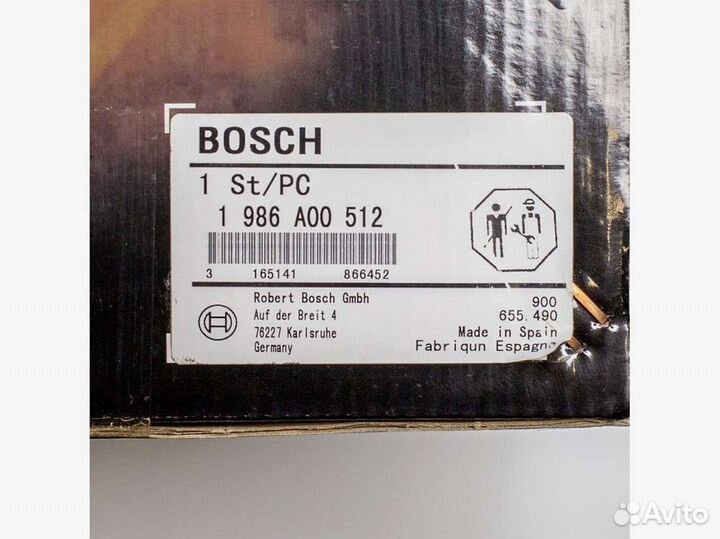 BOSCH
1 St/PC
1 986 A00 512
3 165141 866452
Robert Bosch Gmbh
Auf der Breit 4
76227 Karlsruhe
Germany
900
655.490
Made in Spain
Fabriqun Espagne
Avito